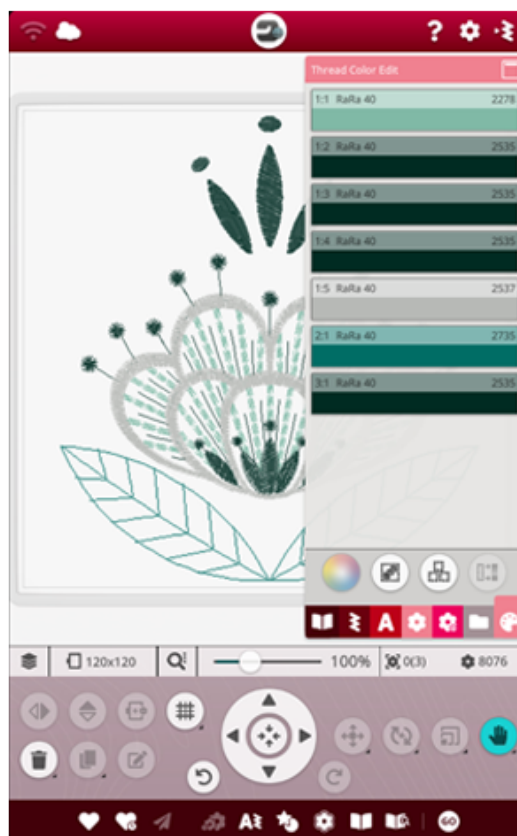 ?
Thread Color Edit
1:1 RaRa 40 2278
1:2 RaRa 40 2535
1:3 RaRa 40 2535
1:4 RaRa 40 2535
1:5 RaRa 40 2537
2:1 RaRa 40 2735
3:1 RaRa 40 2535
A
120x120 100% 0(3) 8076
A GO